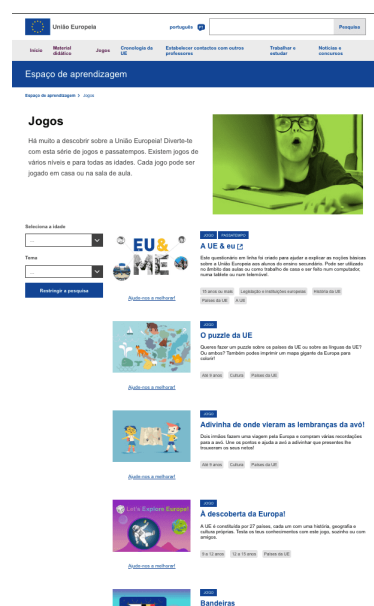 União Europeia
português PT
Pesquisa
Início
Material didático
Jogos
Cronologia da UE
Estabelecer contactos com outros professores
Trabalhar e estudar
Notícias e concursos
Espaço de aprendizagem
Espaço de aprendizagem > Jogos
Jogos
Há muito a descobrir sobre a União Europeia! Diverte-te
com esta série de jogos e passatempos. Existem jogos de
vários níveis e para todas as idades. Cada jogo pode ser
jogado em casa ou na sala de aula.
Seleciona a idade
...
Tema
...
Restringir a pesquisa
EU&
ME
Ajuda-nos a melhorar!
JOGO PASSATEMPO
A UE & eu
Este questionário em linha foi criado para ajudar a explicar as noções básicas
sobre a União Europeia aos alunos do ensino secundário. Pode ser utilizado
no âmbito das aulas ou como trabalho de casa e ser feito num computador,
numa tablete ou num telemóvel.
15 anos ou mais Legislação e instituições europeias História da UE
Países da UE A UE
Ajuda-nos a melhorar!
JOGO
O puzzle da UE
Queres fazer um puzzle sobre os países da UE ou sobre as línguas da UE?
Ou ambos? Também podes imprimir um mapa gigante da Europa para
colorir!
Até 9 anos Cultura Países da UE
Ajuda-nos a melhorar!
JOGO
Adivinha de onde vieram as lembranças da avó!
Dois irmãos fazem uma viagem pela Europa e compram várias recordações
para a avó. Una os pontos e ajuda a avó a adivinhar que presentes lhe
trouxeram os seus netos!
Até 9 anos Cultura Países da UE
Let's Explore Europe!
Ajuda-nos a melhorar!
JOGO
À descoberta da Europa!
A UE é constituída por 27 países, cada um com uma história, geografia e
cultura próprias. Testa os teus conhecimentos com este jogo, sozinho ou com
amigos.
9 a 12 anos 12 a 15 anos Países da UE
JOGO
Bandeiras